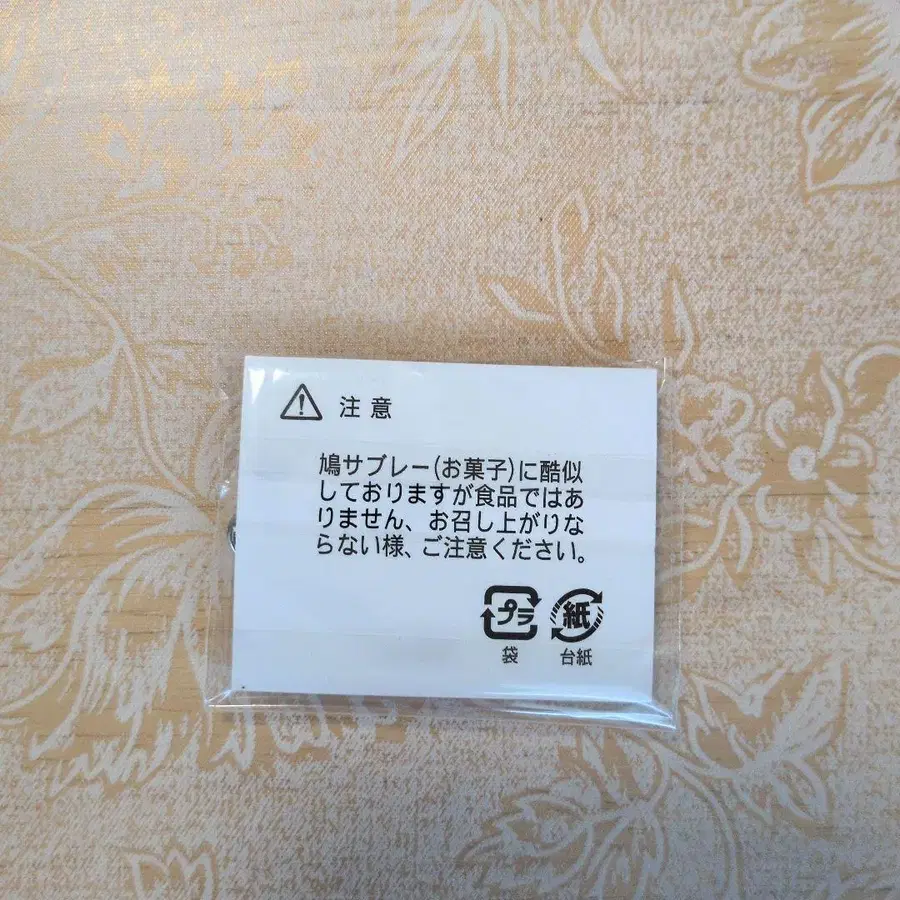 注意
鳩サブレー(お菓子)に酷似
しておりますが食品ではあ
りません、お召し上がりな
らない様、ご注意ください。
プラ 紙
袋 台紙